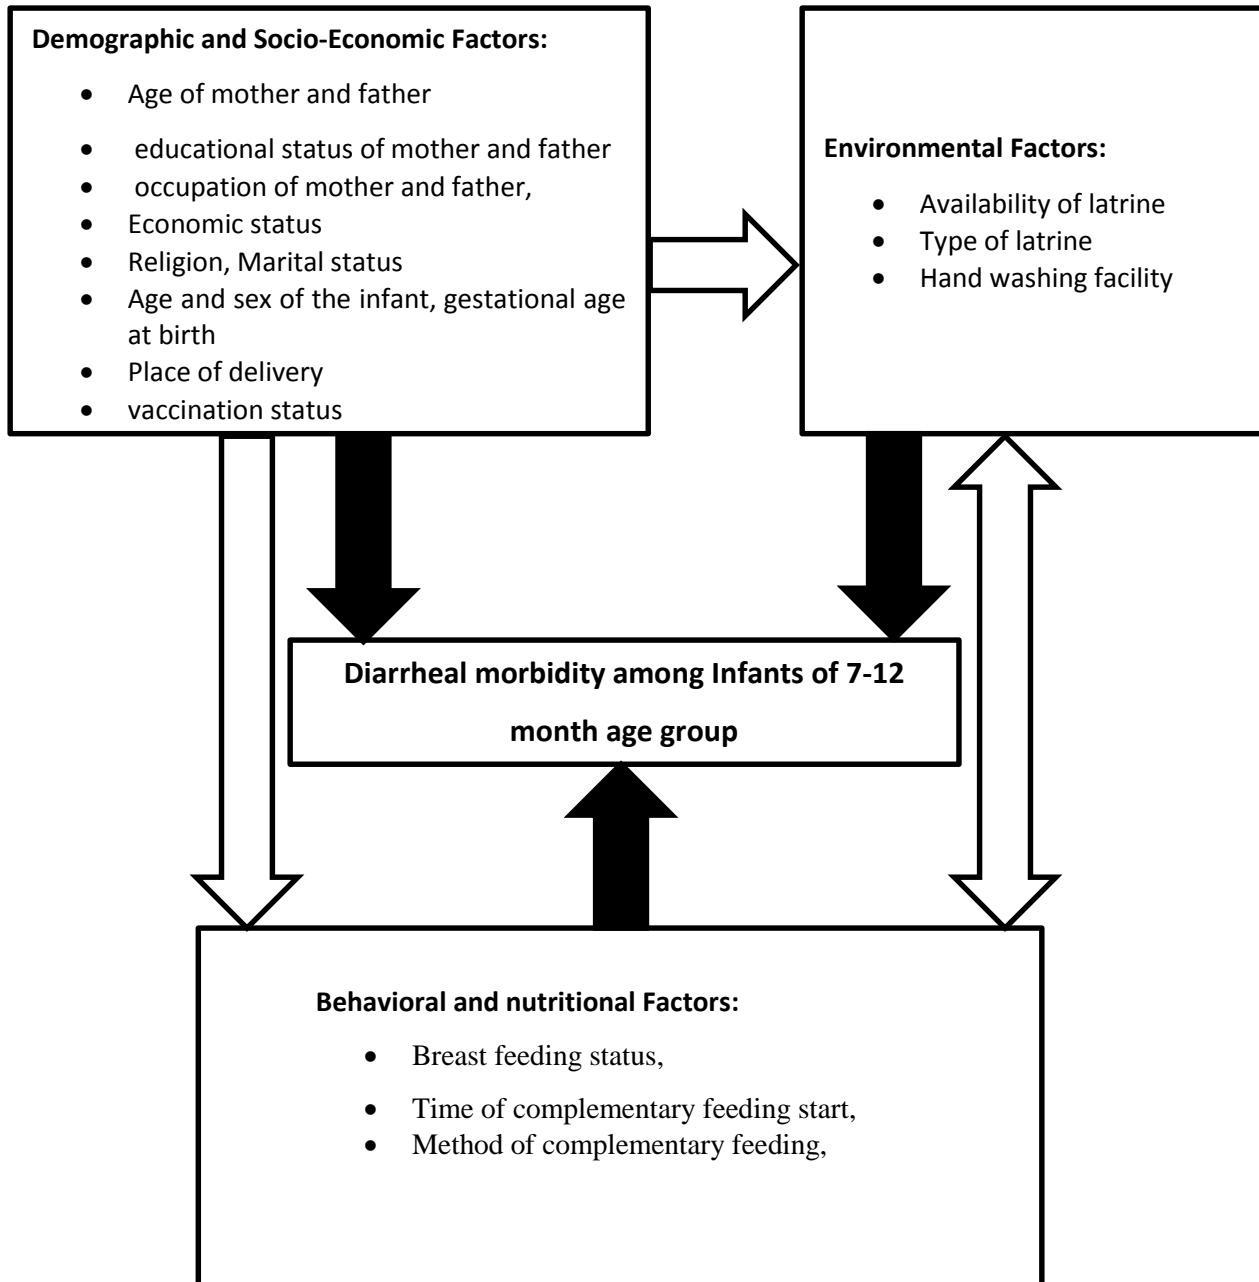 Demographic and Socio-Economic Factors:
• Age of mother and father
• educational status of mother and father
• occupation of mother and father,
• Economic status
• Religion, Marital status
• Age and sex of the infant, gestational age
at birth
• Place of delivery
• vaccination status
Environmental Factors:
• Availability of latrine
• Type of latrine
• Hand washing facility
Diarrheal morbidity among Infants of 7-12
month age group
Behavioral and nutritional Factors:
• Breast feeding status,
• Time of complementary feeding start,
• Method of complementary feeding,